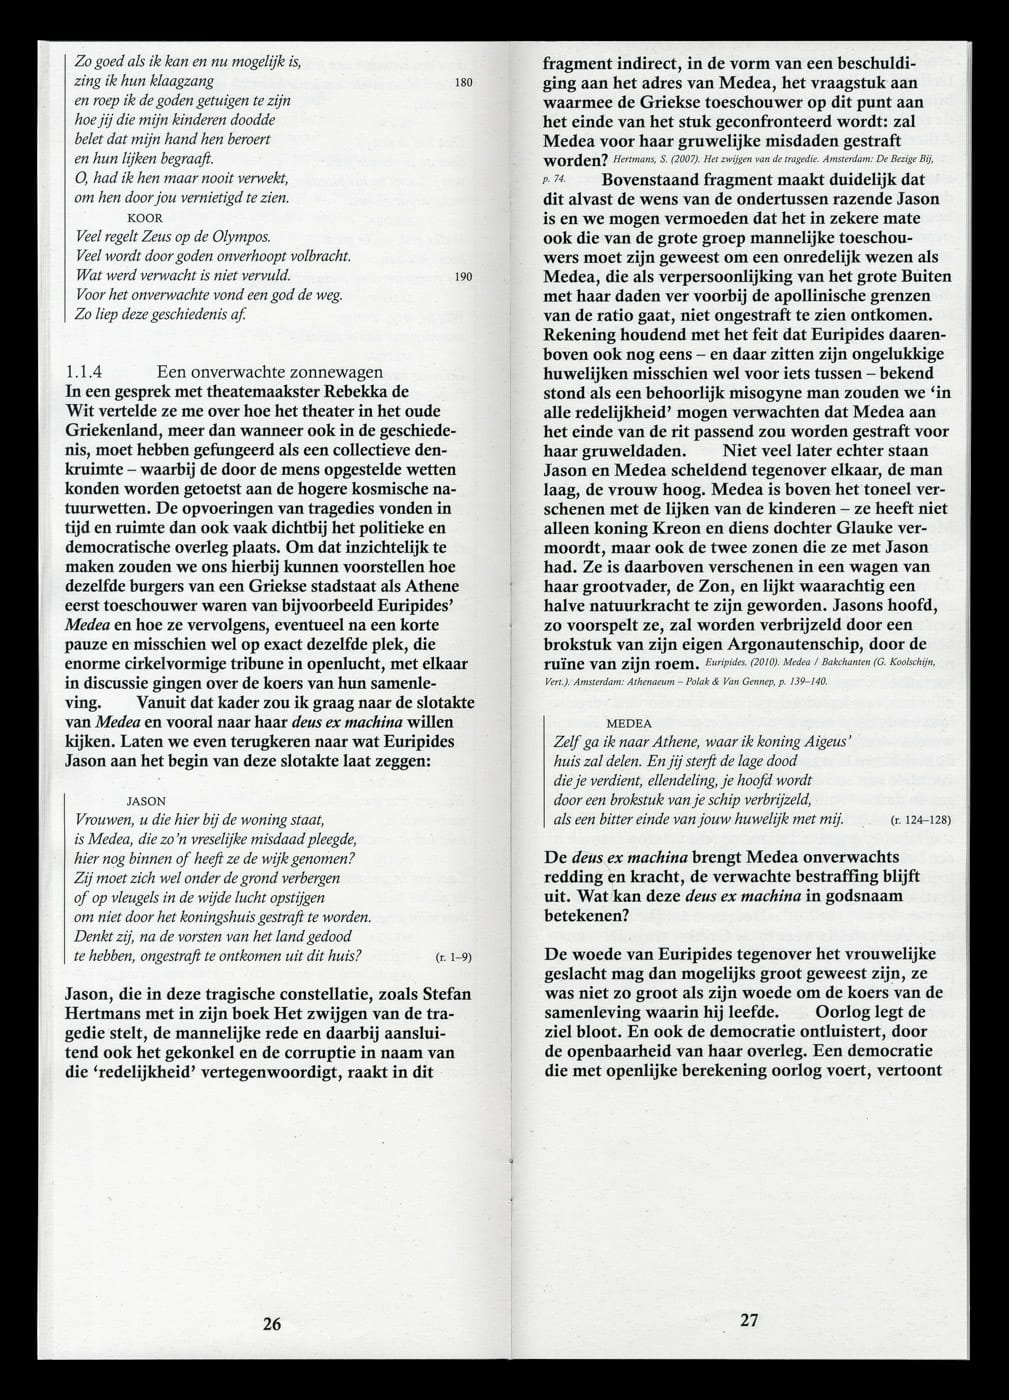 Zo goed als ik kan en nu mogelijk is,
zing ik hun klaagzang 180
en roep ik de goden getuigen te zijn
hoe jij die mijn kinderen doodde
belet dat mijn hand hen beroert
en hun lijken begraaft.
O, had ik hen maar nooit verwekt,
om hen door jou vernietigd te zien.
KOOR
Veel regelt Zeus op de Olympos.
Veel wordt door goden onverhoopt volbracht.
Wat werd verwacht is niet vervuld. 190
Voor het onverwachte vond een god de weg.
Zo liep deze geschiedenis af.
1.1.4 Een onverwachte zonnewagen
In een gesprek met theatemaakster Rebekka de
Wit vertelde ze me over hoe het theater in het oude
Griekenland, meer dan wanneer ook in de geschiede-
nis, moet hebben gefungeerd als een collectieve den-
kruimte – waarbij de door de mens opgestelde wetten
konden worden getoetst aan de hogere kosmische na-
tuurwetten. De opvoeringen van tragedies vonden in
tijd en ruimte dan ook vaak dichtbij het politieke en
democratische overleg plaats. Om dat inzichtelijk te
maken zouden we ons hierbij kunnen voorstellen hoe
dezelfde burgers van een Griekse stadstaat als Athene
eerst toeschouwer waren van bijvoorbeeld Euripides’
Medea en hoe ze vervolgens, eventueel na een korte
pauze en misschien wel op exact dezelfde plek, die
enorme cirkelvormige tribune in openlucht, met elkaar
in discussie gingen over de koers van hun samenle-
ving. Vanuit dat kader zou ik graag naar de slotakte
van Medea en vooral naar haar deus ex machina willen
kijken. Laten we even terugkeren naar wat Euripides
Jason aan het begin van deze slotakte laat zeggen:
JASON
Vrouwen, u die hier bij de woning staat,
is Medea, die zo’n vreselijke misdaad pleegde,
hier nog binnen of heeft ze de wijk genomen?
Zij moet zich wel onder de grond verbergen
of op vleugels in de wijde lucht opstijgen
om niet door het koningshuis gestraft te worden.
Denkt zij, na de vorsten van het land gedood
te hebben, ongestraft te ontkomen uit dit huis? (r. 1–9)
Jason, die in deze tragische constellatie, zoals Stefan
Hertmans met in zijn boek Het zwijgen van de tra-
gedie stelt, de mannelijke rede en daarbij aanslui-
tend ook het gekonkel en de corruptie in naam van
die ‘redelijkheid’ vertegenwoordigt, raakt in dit
26
fragment indirect, in de vorm van een beschuldi-
ging aan het adres van Medea, het vraagstuk aan
waarmee de Griekse toeschouwer op dit punt aan
het einde van het stuk geconfronteerd wordt: zal
Medea voor haar gruwelijke misdaden gestraft
worden? Hertmans, S. (2007). Het zwijgen van de tragedie. Amsterdam: De Bezige Bij,
p. 74. Bovenstaand fragment maakt duidelijk dat
dit alvast de wens van de ondertussen razende Jason
is en we mogen vermoeden dat het in zekere mate
ook die van de grote groep mannelijke toeschou-
wers moet zijn geweest om een onredelijk wezen als
Medea, die als verpersoonlijking van het grote Buiten
met haar daden ver voorbij de apollinische grenzen
van de ratio gaat, niet ongestraft te zien ontkomen.
Rekening houdend met het feit dat Euripides daaren-
boven ook nog eens – en daar zitten zijn ongelukkige
huwelijken misschien wel voor iets tussen – bekend
stond als een behoorlijk misogyne man zouden we ‘in
alle redelijkheid’ mogen verwachten dat Medea aan
het einde van de rit passend zou worden gestraft voor
haar gruweldaden. Niet veel later echter staan
Jason en Medea scheldend tegenover elkaar, de man
laag, de vrouw hoog. Medea is boven het toneel ver-
schenen met de lijken van de kinderen – ze heeft niet
alleen koning Kreon en diens dochter Glauke ver-
moordt, maar ook de twee zonen die ze met Jason
had. Ze is daarboven verschenen in een wagen van
haar grootvader, de Zon, en lijkt waarachtig een
halve natuurkracht te zijn geworden. Jasons hoofd,
zo voorspelt ze, zal worden verbrijzeld door een
brokstuk van zijn eigen Argonautenschip, door de
ruïne van zijn roem. Euripides. (2010). Medea / Bakchanten (G. Koolschijn,
Vert.). Amsterdam: Athenaeum – Polak & Van Gennep, p. 139–140.
MEDEA
Zelf ga ik naar Athene, waar ik koning Aigeus’
huis zal delen. En jij sterft de lage dood
die je verdient, ellendeling, je hoofd wordt
door een brokstuk van je schip verbrijzeld,
als een bitter einde van jouw huwelijk met mij. (r. 124–128)
De deus ex machina brengt Medea onverwachts
redding en kracht, de verwachte bestraffing blijft
uit. Wat kan deze deus ex machina in godsnaam
betekenen?
De woede van Euripides tegenover het vrouwelijke
geslacht mag dan mogelijks groot geweest zijn, ze
was niet zo groot als zijn woede om de koers van de
samenleving waarin hij leefde. Oorlog legt de
ziel bloot. En ook de democratie ontluistert, door
de openbaarheid van haar overleg. Een democratie
die met openlijke berekening oorlog voert, vertoont
27